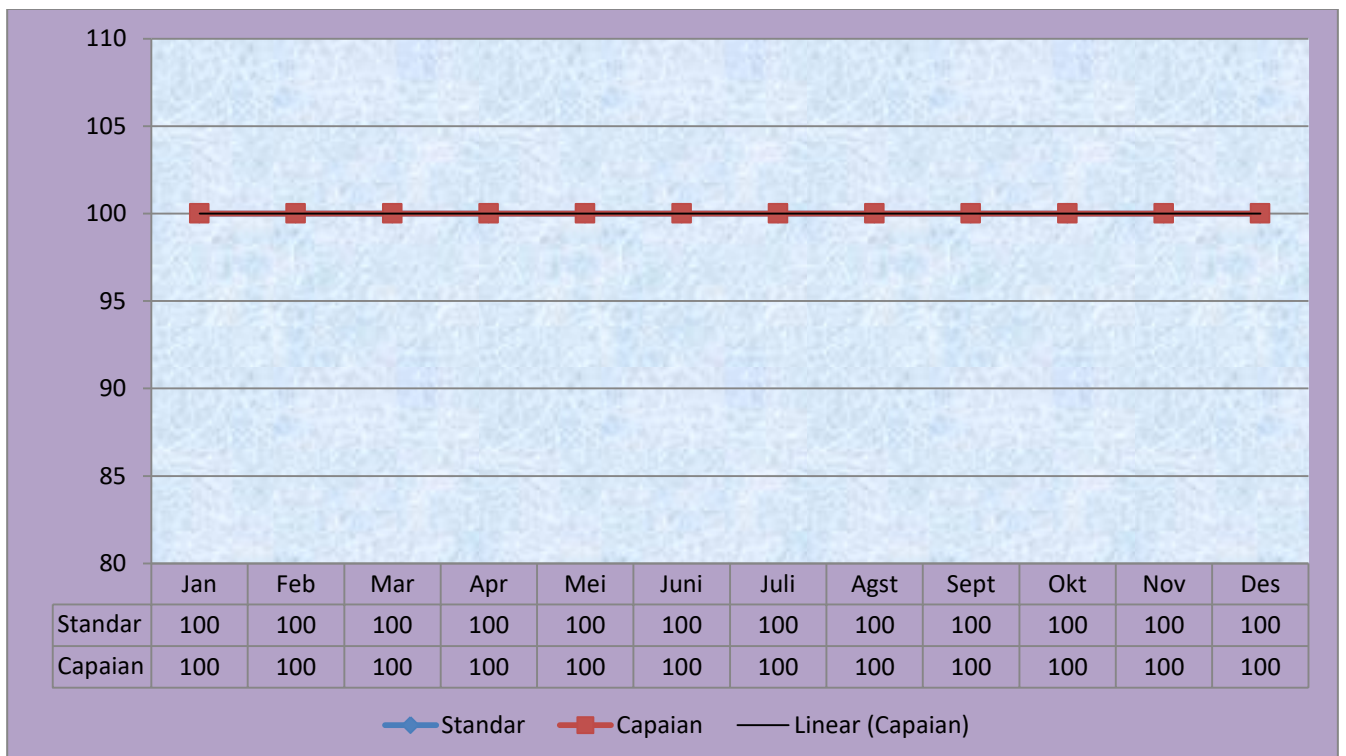 110
105
100
95
90
85
80
Jan Feb Mar Apr Mei Juni Juli Agst Sept Okt Nov Des
Standar 100 100 100 100 100 100 100 100 100 100 100 100
Capaian 100 100 100 100 100 100 100 100 100 100 100 100
Standar Capaian Linear (Capaian)